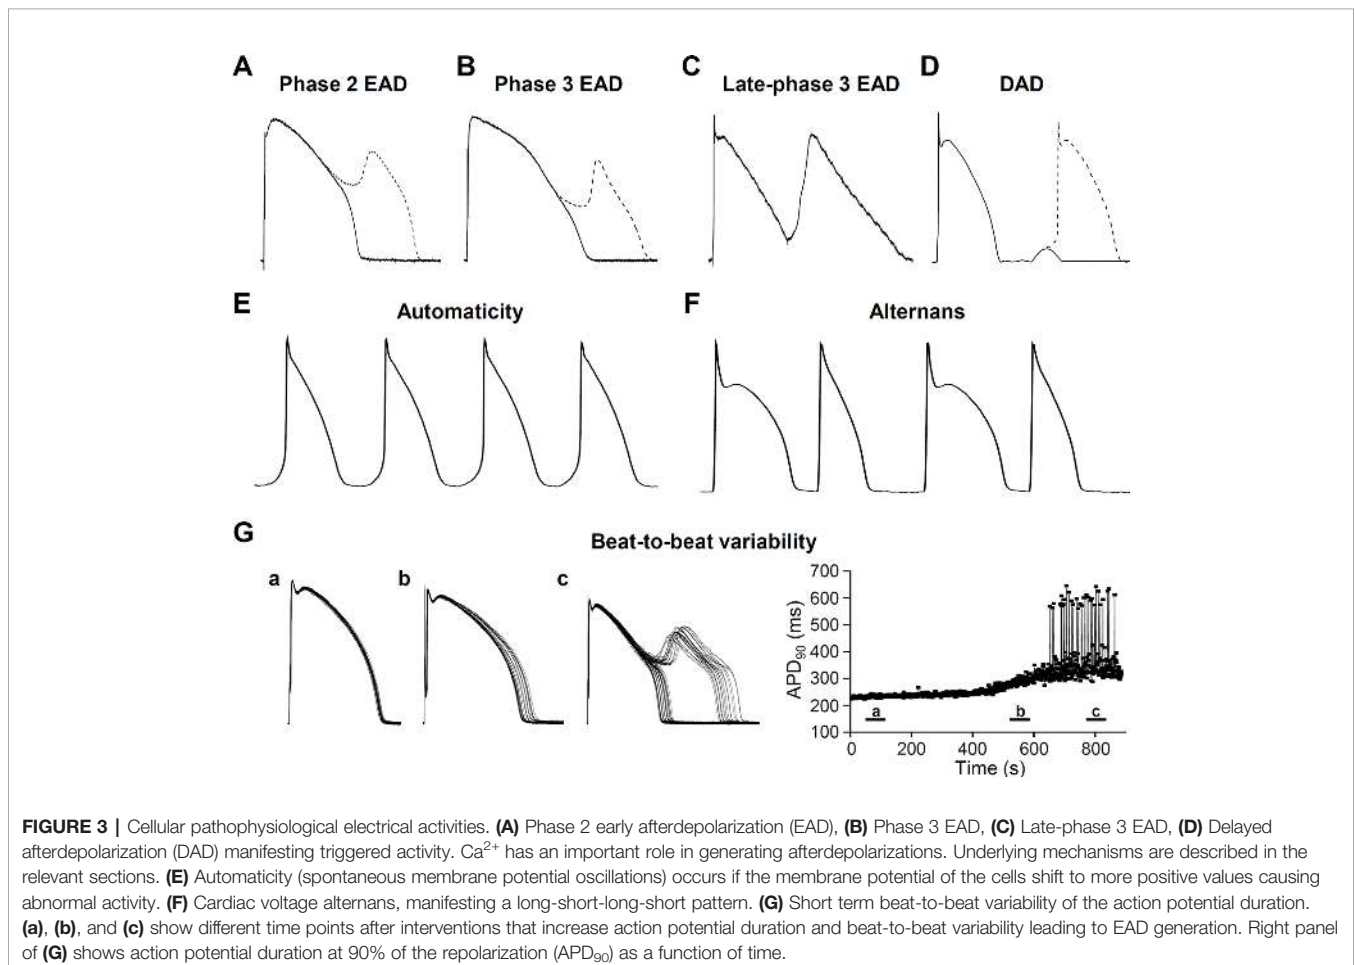 A
Phase 2 EAD
B
Phase 3 EAD
C
Late-phase 3 EAD
D
DAD
E
Automaticity
F
Alternans
G
Beat-to-beat variability
a
b
c
700
600
500
400
300
200
100
APD90 (ms)
a
b
c
0
200
400
600
800
Time (s)
FIGURE 3 | Cellular pathophysiological electrical activities. (A) Phase 2 early afterdepolarization (EAD), (B) Phase 3 EAD, (C) Late-phase 3 EAD, (D) Delayed
afterdepolarization (DAD) manifesting triggered activity. Ca2+ has an important role in generating afterdepolarizations. Underlying mechanisms are described in the
relevant sections. (E) Automaticity (spontaneous membrane potential oscillations) occurs if the membrane potential of the cells shift to more positive values causing
abnormal activity. (F) Cardiac voltage alternans, manifesting a long-short-long-short pattern. (G) Short term beat-to-beat variability of the action potential duration.
(a), (b), and (c) show different time points after interventions that increase action potential duration and beat-to-beat variability leading to EAD generation. Right panel
of (G) shows action potential duration at 90% of the repolarization (APD90) as a function of time.